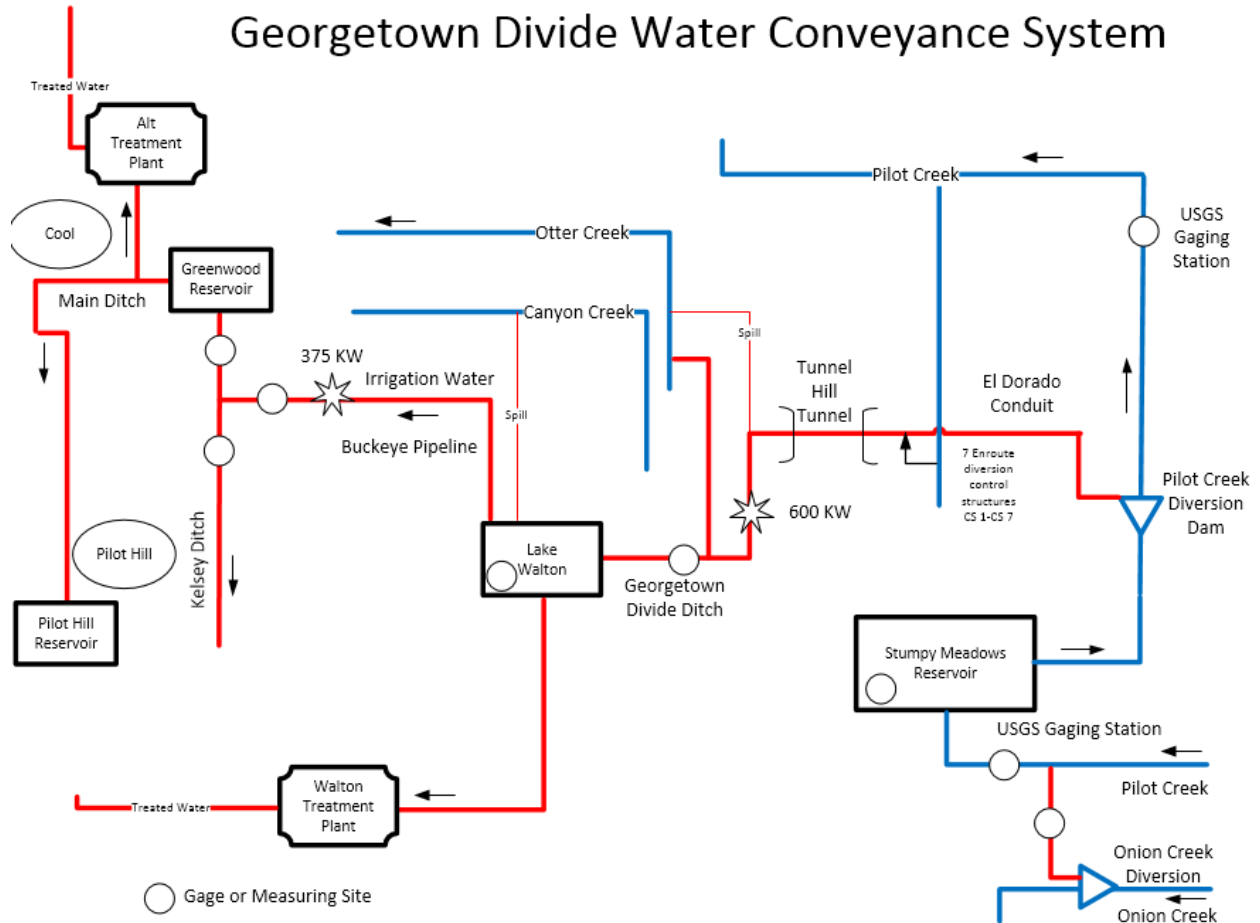 Georgetown Divide Water Conveyance System
Treated Water
Alt
Treatment
Plant
Cool
Greenwood
Reservoir
Main Ditch
Otter Creek
Canyon Creek
Pilot Creek
USGS
Gaging
Station
375 KW
Irrigation Water
Buckeye Pipeline
Spill
Spill
Tunnel
Hill
Tunnel
El Dorado
Conduit
7 Enroute
diversion
control
structures
CS 1-CS 7
Pilot Creek
Diversion
Dam
600 KW
Pilot Hill
Kelsey Ditch
Lake
Walton
Georgetown
Divide Ditch
Pilot Hill
Reservoir
Stumpy Meadows
Reservoir
USGS Gaging Station
Pilot Creek
Treated Water
Walton
Treatment
Plant
Onion Creek
Diversion
Onion Creek
Gage or Measuring Site